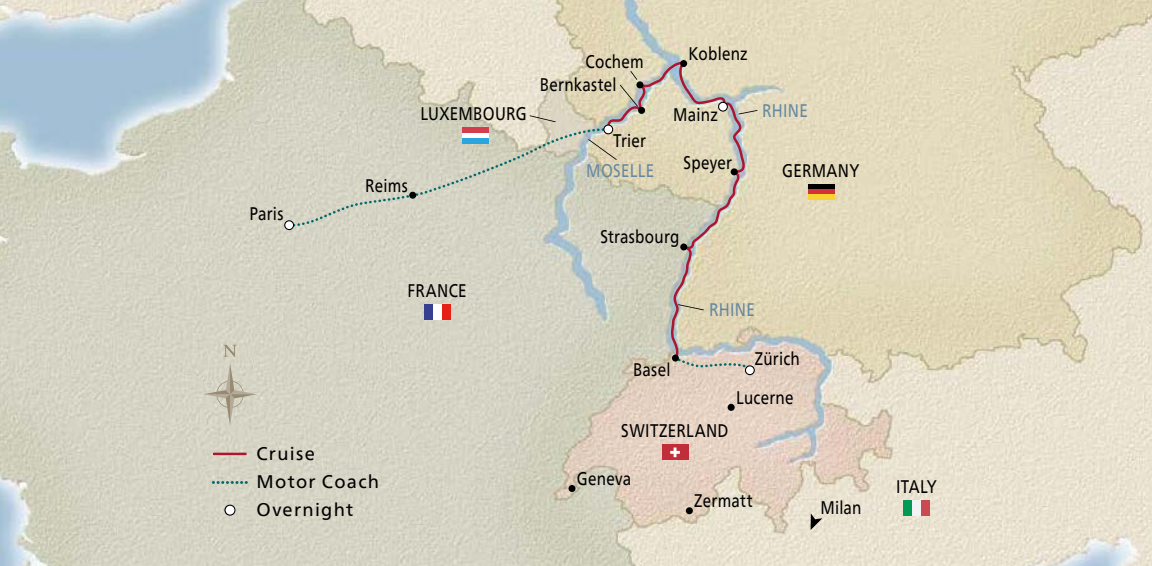 Koblenz
Cochem
Bernkastel
LUXEMBOURG
Mainz
RHINE
Trier
MOSELLE
Speyer
GERMANY
Reims
Paris
Strasbourg
FRANCE
RHINE
N
Basel
Zürich
Lucerne
SWITZERLAND
Cruise
Motor Coach
Overnight
Geneva
Zermatt
ITALY
Milan